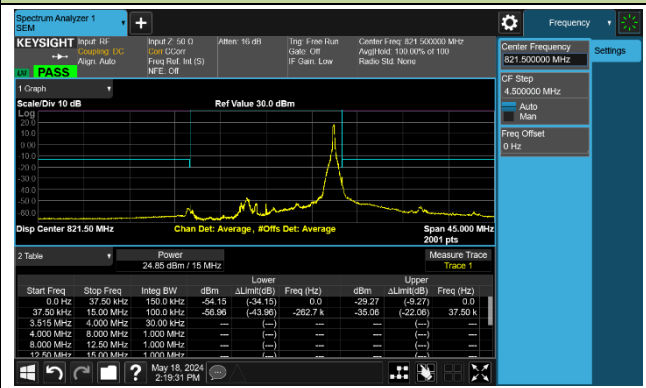 Spectrum Analyzer 1
SEM
Frequency
KEYSIGHT Input: RF
Coupling: DC
Align: Auto
Input Z: 50 Ω
Corr CCorr
Freq Ref: Int (S)
NFE: Off
Atten: 16 dB
Trig: Free Run
Gate: Off
IF Gain: Low
Center Freq: 821.500000 MHz
Avg|Hold: 100.00% of 100
Radio Std: None
PASS
Center Frequency
821.500000 MHz
Settings
CF Step
4.500000 MHz
Auto
Man
Freq Offset
0 Hz
1 Graph
Scale/Div 10 dB
Ref Value 30.0 dBm
Log
20.0
10.0
0.00
-10.0
-20.0
-30.0
-40.0
-50.0
-60.0
Disp Center 821.50 MHz
Chan Det: Average, #Offs Det: Average
Span 45.000 MHz
2001 pts
2 Table
Power
24.85 dBm / 15 MHz
Measure Trace
Trace 1
Lower Upper
Start Freq Stop Freq Integ BW dBm ΔLimit(dB) Freq (Hz) dBm ΔLimit(dB) Freq (Hz)
0.0 Hz 37.50 kHz 150.0 kHz -54.15 (-34.15) 0.0 -29.27 (-9.27) 0.0
37.50 kHz 15.00 MHz 100.0 kHz -56.96 (-43.96) -262.7 k -35.06 (-22.06) 37.50 k
3.515 MHz 4.000 MHz 30.00 kHz --- (---) --- --- (---) ---
4.000 MHz 8.000 MHz 1.000 MHz --- (---) --- --- (---) ---
8.000 MHz 12.50 MHz 1.000 MHz --- (---) --- --- (---) ---
12.50 MHz 15.00 MHz 1.000 MHz --- (---) --- --- (---) ---
May 18, 2024
2:19:31 PM